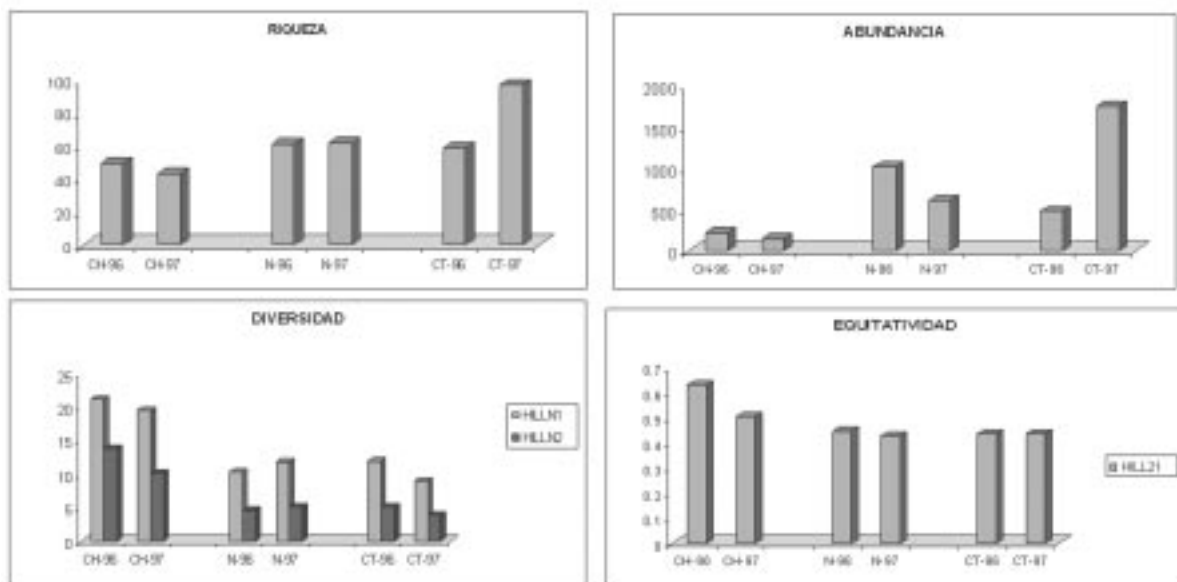 RIQUEZA
100
80
60
40
20
0
CH-96 CH-97 N-96 N-97 CT-96 CT-97
ABUNDANCIA
2000
1500
1000
500
0
CH-96 CH-97 N-96 N-97 CT-96 CT-97
DIVERSIDAD
25
20
15
10
5
0
CH-96 CH-97 N-96 N-97 CT-96 CT-97
HILLN1
HILLN2
EQUITATIVIDAD
0.7
0.6
0.5
0.4
0.3
0.2
0.1
0
CH-96 CH-97 N-96 N-97 CT-96 CT-97
HILL21